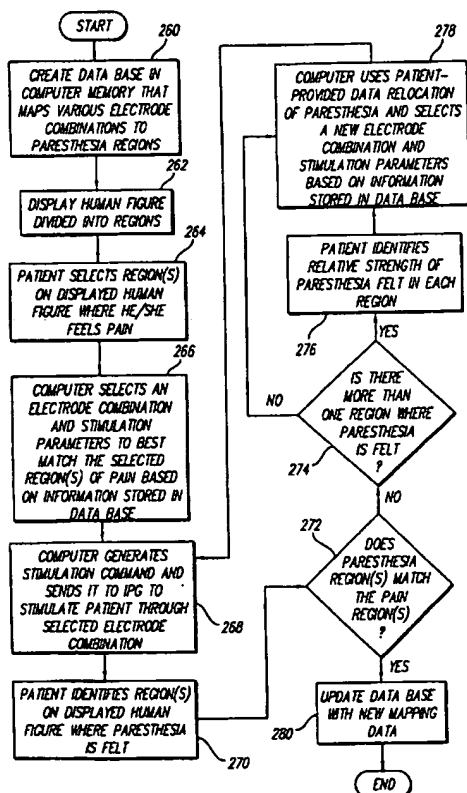 START
260
CREATE DATA BASE IN
COMPUTER MEMORY THAT
MAPS VARIOUS ELECTRODE
COMBINATIONS TO
PARESTHESIA REGIONS
262
DISPLAY HUMAN FIGURE
DIVIDED INTO REGIONS
264
PATIENT SELECTS REGION(S)
ON DISPLAYED HUMAN
FIGURE WHERE HE/SHE
FEELS PAIN
266
COMPUTER SELECTS AN
ELECTRODE COMBINATION
AND STIMULATION
PARAMETERS TO BEST
MATCH THE SELECTED
REGION(S) OF PAIN BASED
ON INFORMATION STORED IN
DATA BASE
COMPUTER GENERATES
STIMULATION COMMAND AND
SENDS IT TO IPG TO
STIMULATE PATIENT THROUGH
SELECTED ELECTRODE
COMBINATION
268
PATIENT IDENTIFIES REGION(S)
ON DISPLAYED HUMAN
FIGURE WHERE PARESTHESIA
IS FELT
270
278
COMPUTER USES PATIENT-
PROVIDED DATA RELOCATION
OF PARESTHESIA AND SELECTS
A NEW ELECTRODE
COMBINATION AND
STIMULATION PARAMETERS
BASED ON INFORMATION
STORED IN DATA BASE
PATIENT IDENTIFIES
RELATIVE STRENGTH OF
PARESTHESIA FELT IN EACH
REGION
276
YES
NO
IS THERE
MORE THAN
ONE REGION WHERE
PARESTHESIA
IS FELT
?
274
NO
272
DOES
PARESTHESIA
REGION(S) MATCH
THE PAIN
REGION(S)
?
YES
UPDATE DATA BASE
WITH NEW MAPPING
DATA
280
END